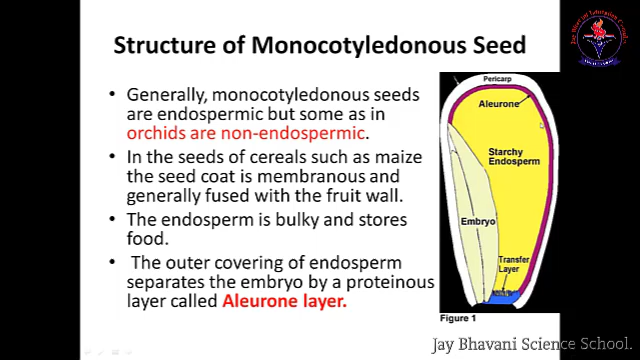 Structure of Monocotyledonous Seed
Generally, monocotyledonous seeds
are endospermic but some as in
orchids are non-endospermic.
In the seeds of cereals such as maize
the seed coat is membranous and
generally fused with the fruit wall.
The endosperm is bulky and stores
food.
The outer covering of endosperm
separates the embryo by a proteinous
layer called Aleurone layer.
Pericarp
Aleurone
Starchy
Endosperm
Embryo
Transfer
Layer
Figure 1
Jay Bhavani Science School.